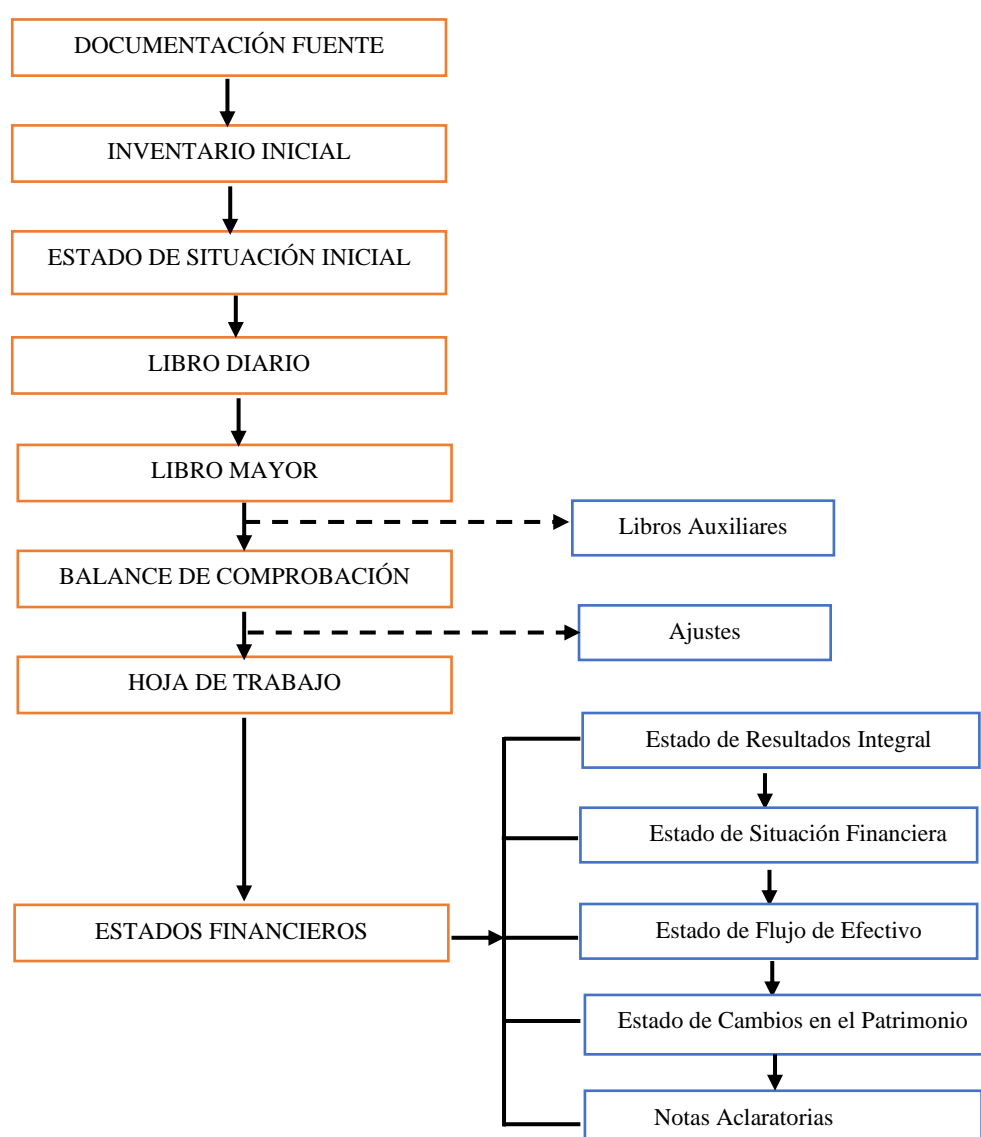 DOCUMENTACIÓN FUENTE
INVENTARIO INICIAL
ESTADO DE SITUACIÓN INICIAL
LIBRO DIARIO
LIBRO MAYOR
Libros Auxiliares
BALANCE DE COMPROBACIÓN
Ajustes
HOJA DE TRABAJO
Estado de Resultados Integral
Estado de Situación Financiera
ESTADOS FINANCIEROS
Estado de Flujo de Efectivo
Estado de Cambios en el Patrimonio
Notas Aclaratorias